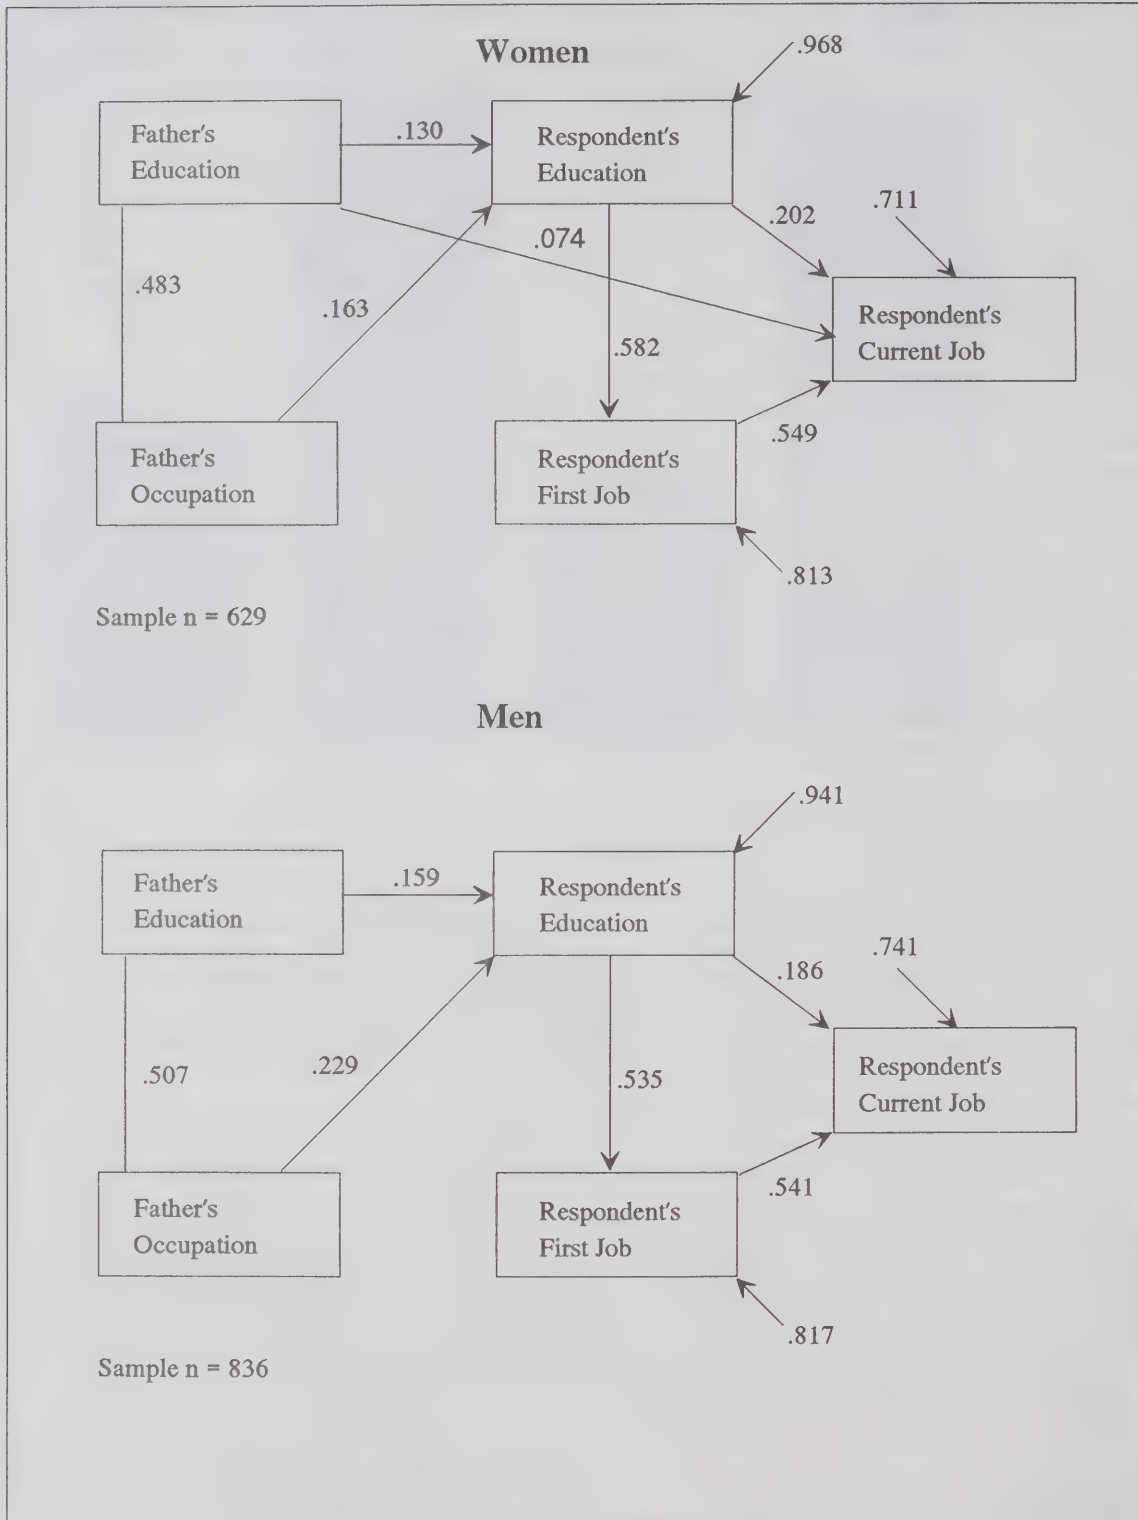 Women
.968
Father's
Education
.130
Respondent's
Education
.202
.711
.074
.483
.163
Respondent's
Current Job
.582
.549
Father's
Occupation
Respondent's
First Job
.813
Sample n = 629
Men
.941
Father's
Education
.159
Respondent's
Education
.186
.741
.507
.229
.535
Respondent's
Current Job
.541
Father's
Occupation
Respondent's
First Job
.817
Sample n = 836